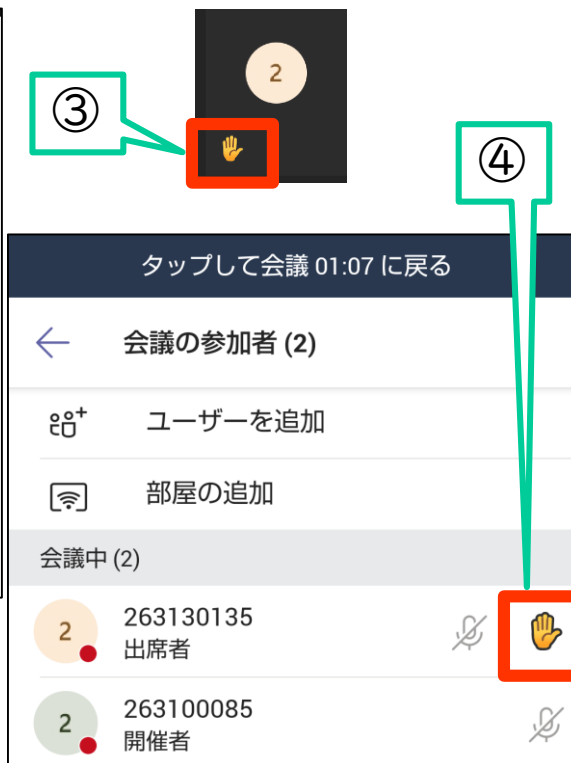 2
③
④
タップして会議 01:07 に戻る
会議の参加者 (2)
ユーザーを追加
部屋の追加
会議中 (2)
2
263130135
出席者
2
263100085
開催者